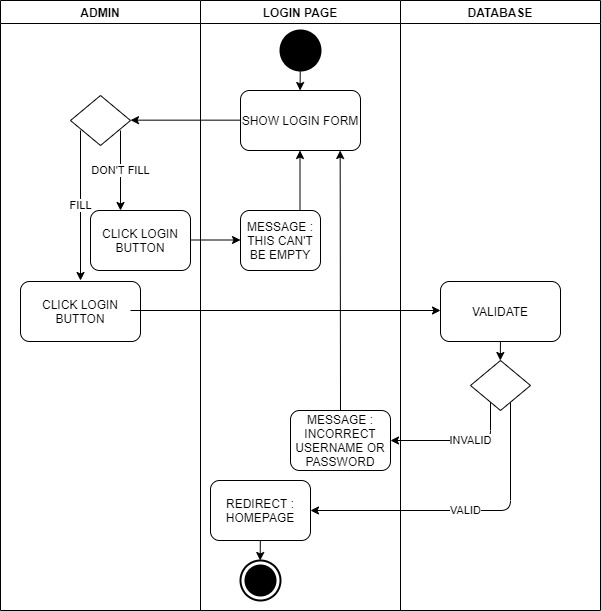 ADMIN
LOGIN PAGE
DATABASE
SHOW LOGIN FORM
DON'T FILL
FILL
CLICK LOGIN
BUTTON
MESSAGE :
THIS CAN'T
BE EMPTY
CLICK LOGIN
BUTTON
VALIDATE
MESSAGE :
INCORRECT
USERNAME OR
PASSWORD
INVALID
REDIRECT :
HOMEPAGE
VALID